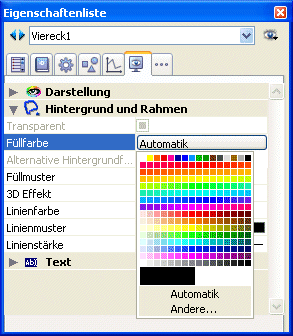 Eigenschaftenliste
Viereck1
Darstellung
Hintergrund und Rahmen
Transparent
Füllfarbe
Automatik
Alternative Hintergrundf...
Füllmuster
3D Effekt
Linienfarbe
Linienmuster
Linienstärke
Automatik
Andere...
Ab Text